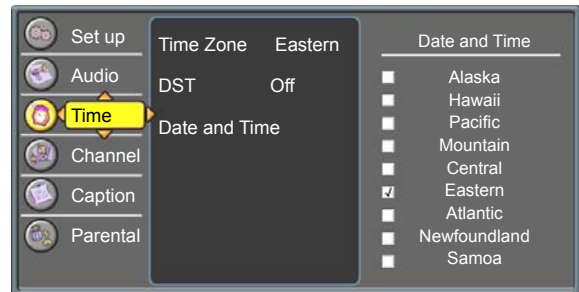 Set up
Audio
Time
Channel
Caption
Parental
Time Zone Eastern
DST Off
Date and Time
Date and Time
Alaska
Hawaii
Pacific
Mountain
Central
Eastern
Atlantic
Newfoundland
Samoa